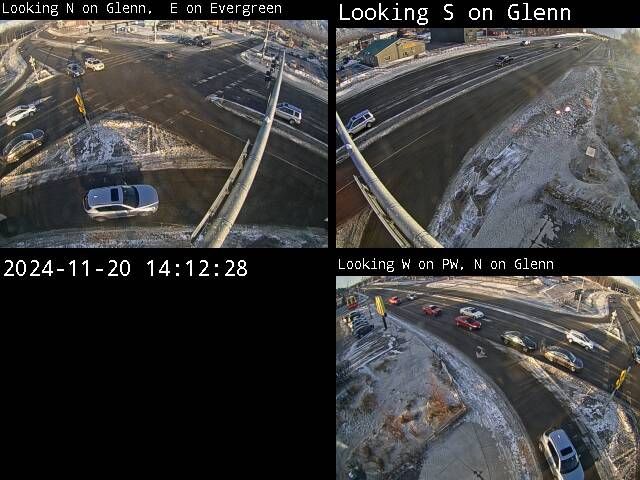 Looking N on Glenn,  E on Evergreen
Looking S on Glenn
2024-11-20 14:12:28
Looking W on PW, N on Glenn